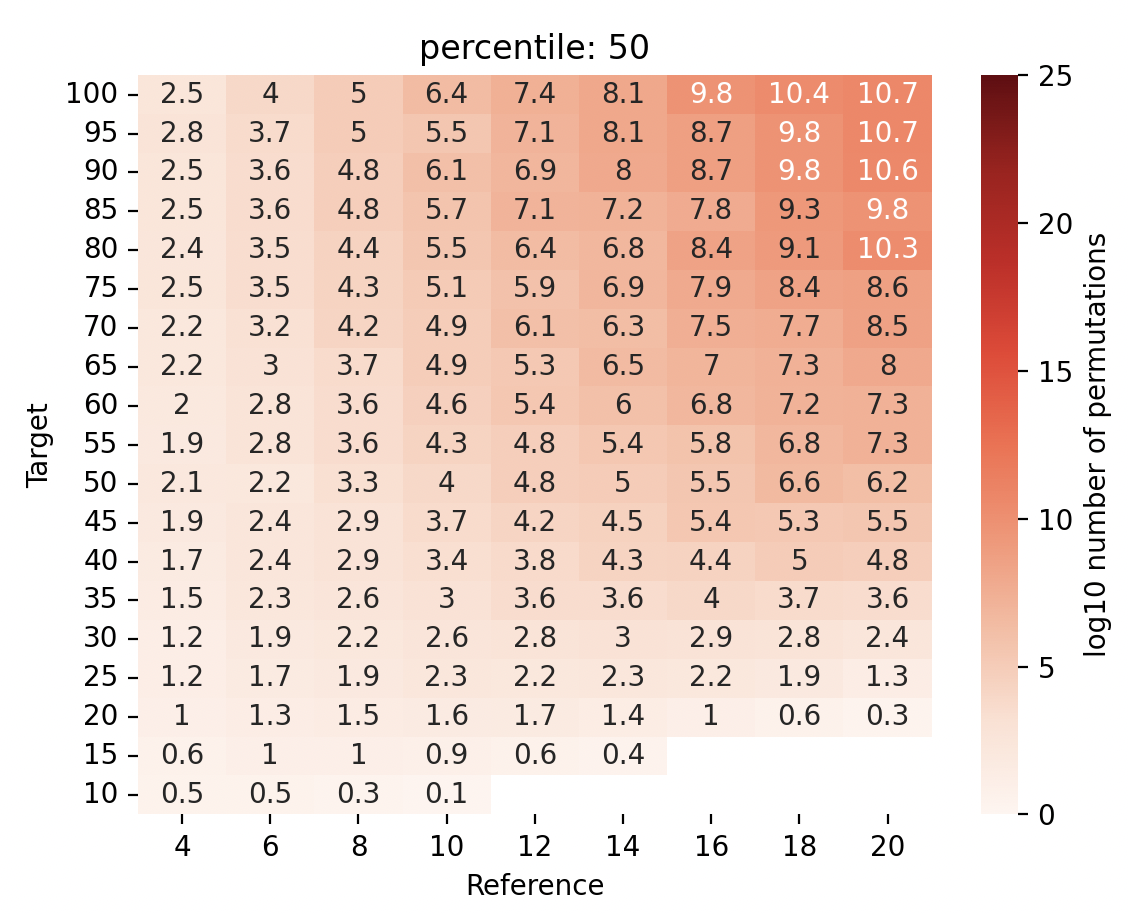 percentile: 50
100 2.5 4 5 6.4 7.4 8.1 9.8 10.4 10.7
95 2.8 3.7 5 5.5 7.1 8.1 8.7 9.8 10.7
90 2.5 3.6 4.8 6.1 6.9 8 8.7 9.8 10.6
85 2.5 3.6 4.8 5.7 7.1 7.2 7.8 9.3 9.8
80 2.4 3.5 4.4 5.5 6.4 6.8 8.4 9.1 10.3
75 2.5 3.5 4.3 5.1 5.9 6.9 7.9 8.4 8.6
70 2.2 3.2 4.2 4.9 6.1 6.3 7.5 7.7 8.5
65 2.2 3 3.7 4.9 5.3 6.5 7 7.3 8
60 2 2.8 3.6 4.6 5.4 6 6.8 7.2 7.3
55 1.9 2.8 3.6 4.3 4.8 5.4 5.8 6.8 7.3
50 2.1 2.2 3.3 4 4.8 5 5.5 6.6 6.2
45 1.9 2.4 2.9 3.7 4.2 4.5 5.4 5.3 5.5
40 1.7 2.4 2.9 3.4 3.8 4.3 4.4 5 4.8
35 1.5 2.3 2.6 3 3.6 3.6 4 3.7 3.6
30 1.2 1.9 2.2 2.6 2.8 3 2.9 2.8 2.4
25 1.2 1.7 1.9 2.3 2.2 2.3 2.2 1.9 1.3
20 1 1.3 1.5 1.6 1.7 1.4 1 0.6 0.3
15 0.6 1 1 0.9 0.6 0.4
10 0.5 0.5 0.3 0.1
4 6 8 10 12 14 16 18 20
Reference
Target
25
20
15
10
5
0
log10 number of permutations